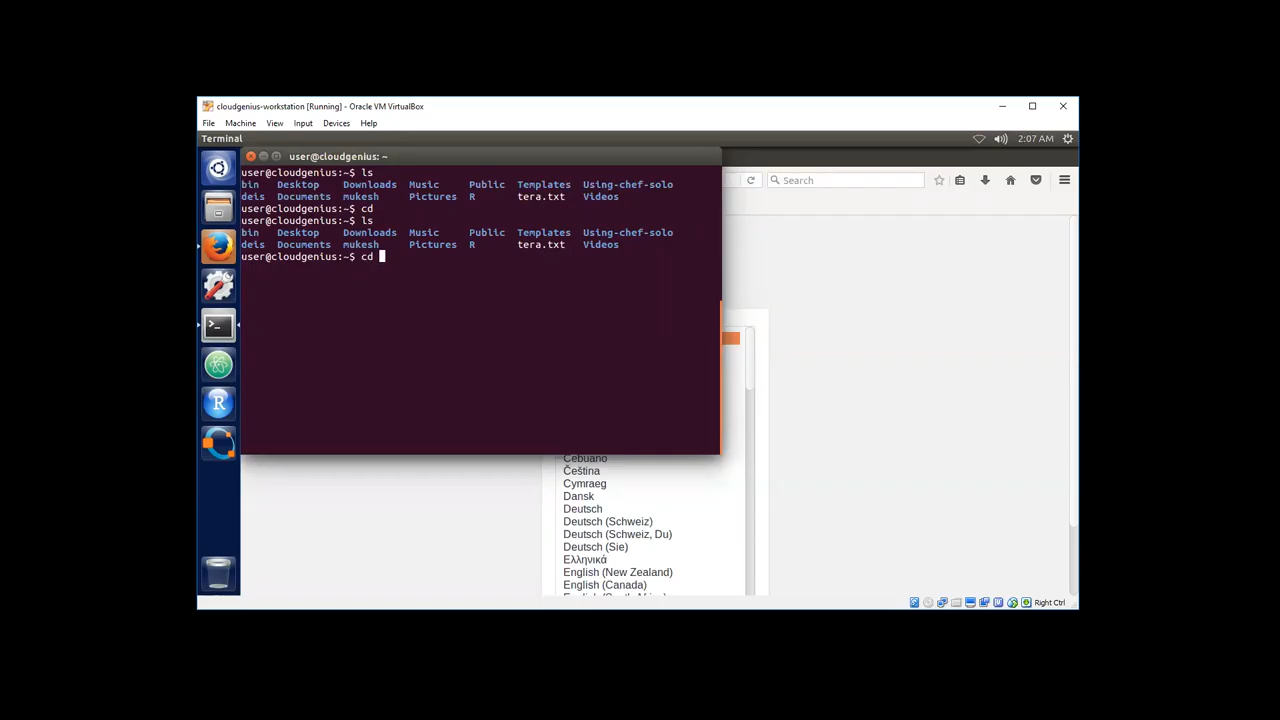 cloudgenius-workstation [Running] - Oracle VM VirtualBox
File Machine View Input Devices Help
Terminal 2:07 AM
user@cloudgenius: ~
Search
user@cloudgenius:~$ ls
bin Desktop Downloads Music Public Templates Using-chef-solo
deis Documents mukesh Pictures R tera.txt Videos
user@cloudgenius:~$ cd
user@cloudgenius:~$ ls
bin Desktop Downloads Music Public Templates Using-chef-solo
deis Documents mukesh Pictures R tera.txt Videos
user@cloudgenius:~$ cd
R
Cebuano
Čeština
Cymraeg
Dansk
Deutsch
Deutsch (Schweiz)
Deutsch (Schweiz, Du)
Deutsch (Sie)
Ελληνικά
English (New Zealand)
English (Canada)
Right Ctrl